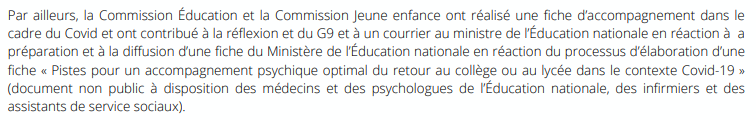 Par ailleurs, la Commission Éducation et la Commission Jeune enfance ont réalisé une fiche d’accompagnement dans le
cadre du Covid et ont contribué à la réflexion et du G9 et à un courrier au ministre de l’Éducation nationale en réaction à a
préparation et à la diffusion d’une fiche du Ministère de l’Éducation nationale en réaction du processus d’élaboration d’une
fiche « Pistes pour un accompagnement psychique optimal du retour au collège ou au lycée dans le contexte Covid-19 »
(document non public à disposition des médecins et des psychologues de l’Éducation nationale, des infirmiers et des
assistants de service sociaux).